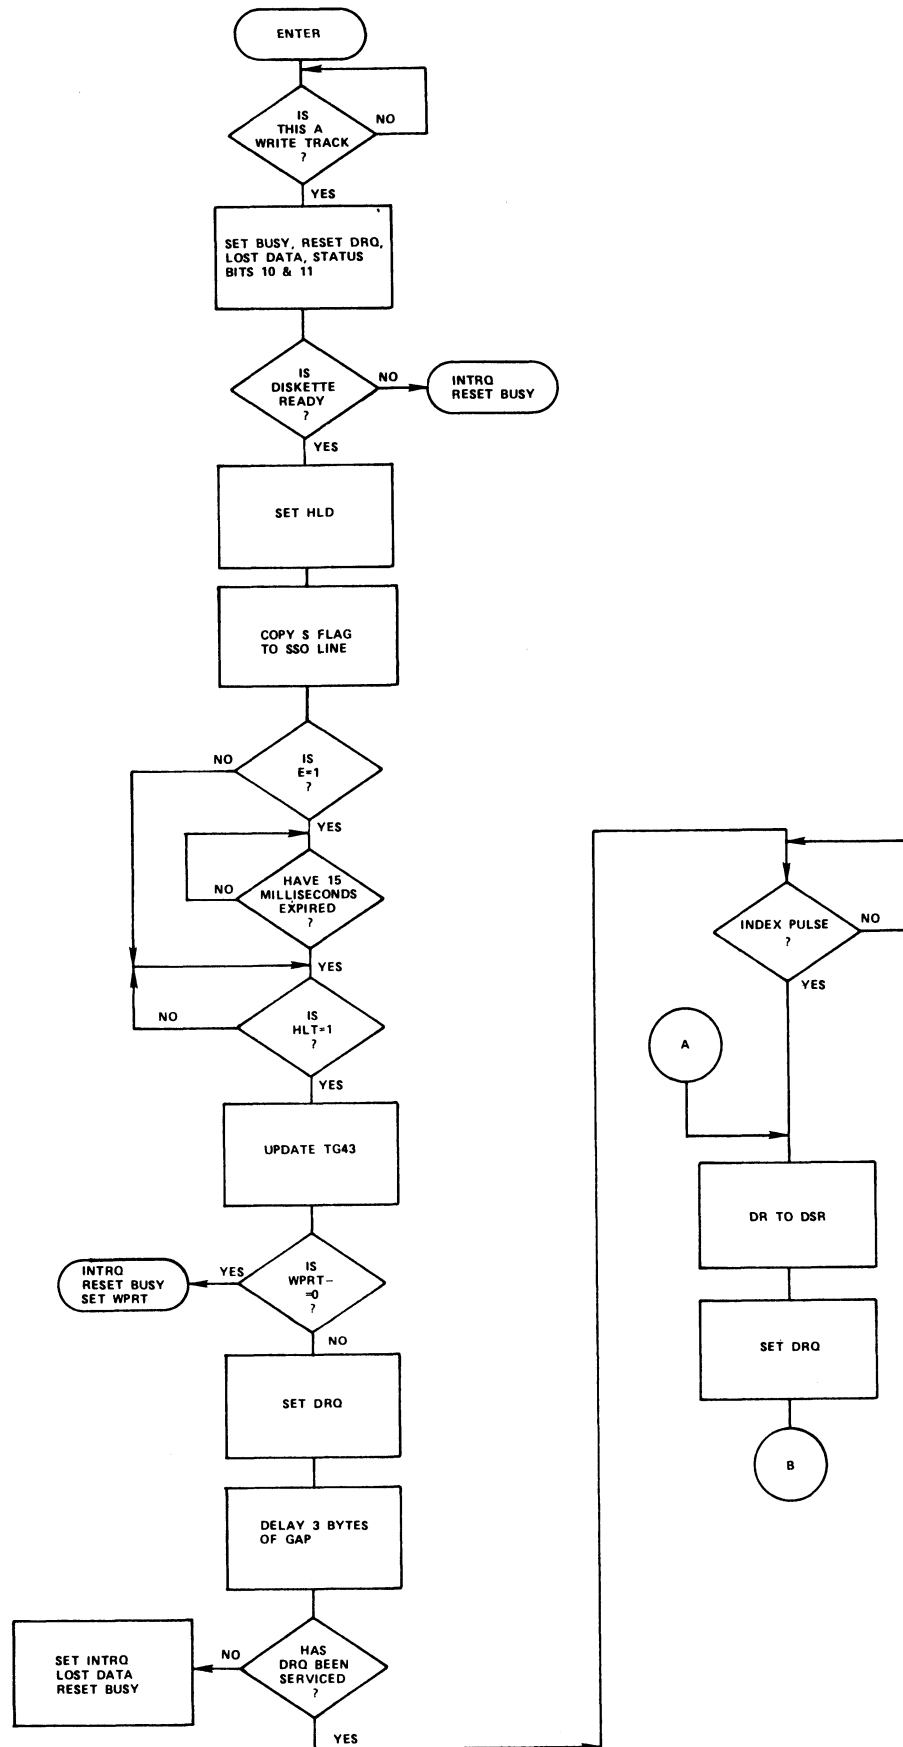 ENTER
IS
THIS A
WRITE TRACK
?
NO
YES
SET BUSY, RESET DRQ,
LOST DATA, STATUS
BITS 10 & 11
IS
DISKETTE
READY
?
NO
INTRQ
RESET BUSY
YES
SET HLD
COPY S FLAG
TO SSO LINE
NO
IS
E=1
?
YES
NO
HAVE 15
MILLISECONDS
EXPIRED
?
YES
NO
IS
HLT=1
?
YES
UPDATE TG43
INTRQ
RESET BUSY
SET WPRT
YES
IS
WPRT–
=0
?
NO
SET DRQ
DELAY 3 BYTES
OF GAP
SET INTRQ
LOST DATA
RESET BUSY
NO
HAS
DRQ BEEN
SERVICED
?
YES
INDEX PULSE
?
NO
YES
A
DR TO DSR
SET DRQ
B